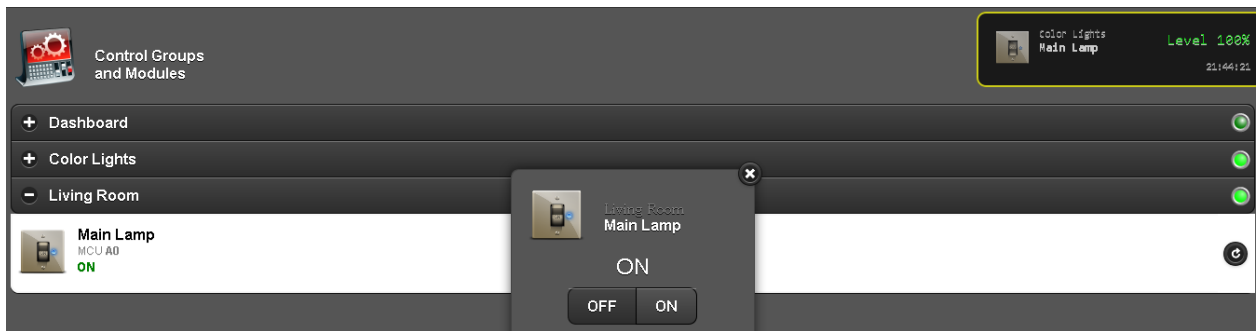 Control Groups
and Modules
Color Lights
Main Lamp
Level 100%
21:44:21
Dashboard
Color Lights
Living Room
Main Lamp
MCU A0
ON
Living Room
Main Lamp
ON
OFF
ON